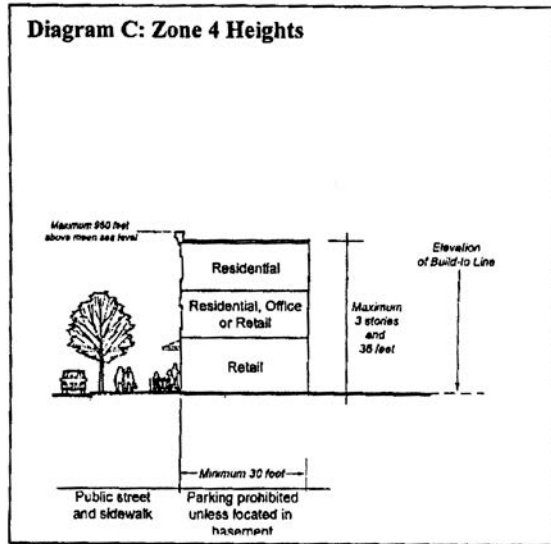 Diagram C: Zone 4 Heights
Maximum 960 feet
above mean sea level
Residential
Residential, Office
or Retail
Retail
Maximum
3 stories
and
36 feet
Elevation
of Build-to Line
Minimum 30 feet
Public street
and sidewalk
Parking prohibited
unless located in
basement